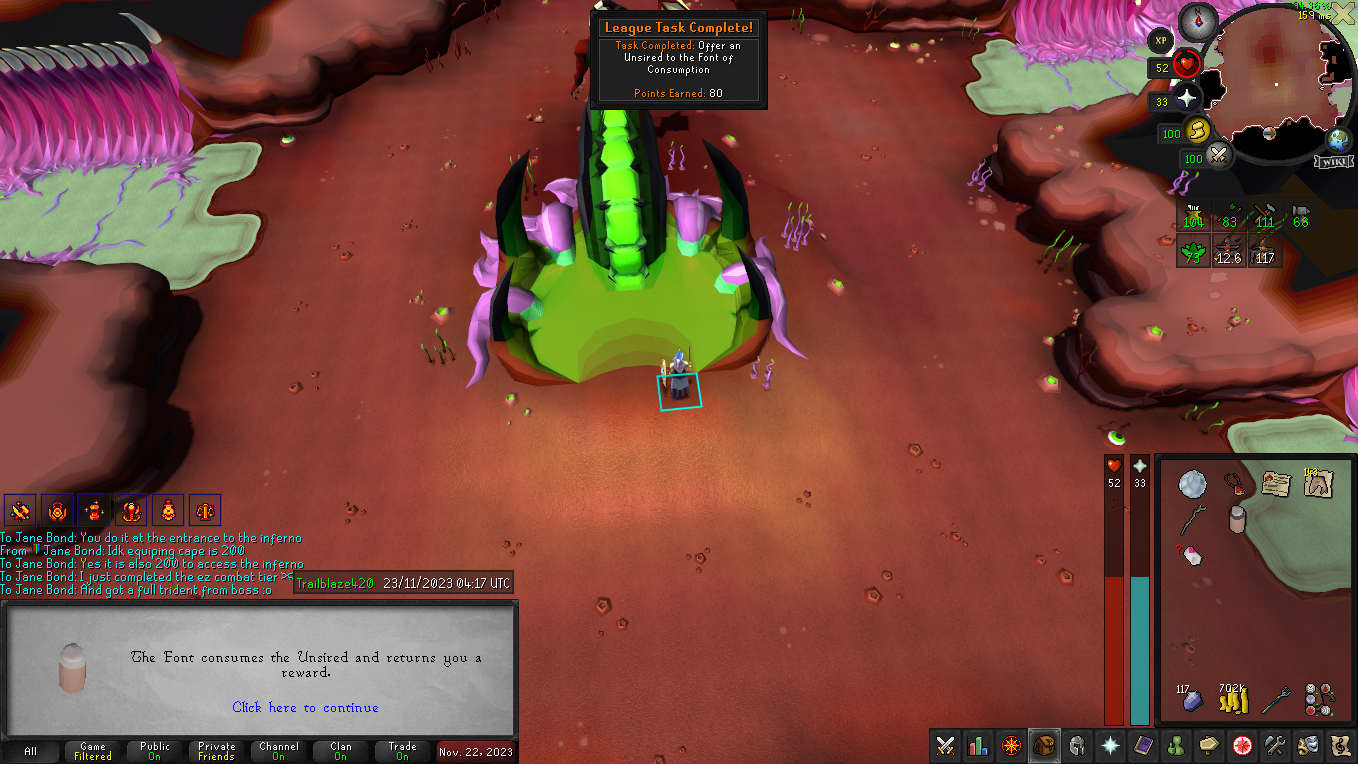 League Task Complete!
Task Completed: Offer an
Unsired to the Font of
Consumption
Points Earned: 80
159 ms
XP
52
33
100
100
WIKI
104
83
111
68
73
12.6
117
To Jane Bond: You do it at the entrance to the inferno
From Jane Bond: Idk equiping cape is 200
To Jane Bond: Yes it is also 200 to access the inferno
To Jane Bond: I just completed the ez combat tier ><
To Jane Bond: And got a full trident from boss :o
Trailblaze420 23/11/2023 04:17 UTC
The Font consumes the Unsired and returns you a
reward.
Click here to continue
All
Game
Filtered
Public
On
Private
Friends
Channel
On
Clan
On
Trade
On
Nov. 22, 2023
52
33
117
702k